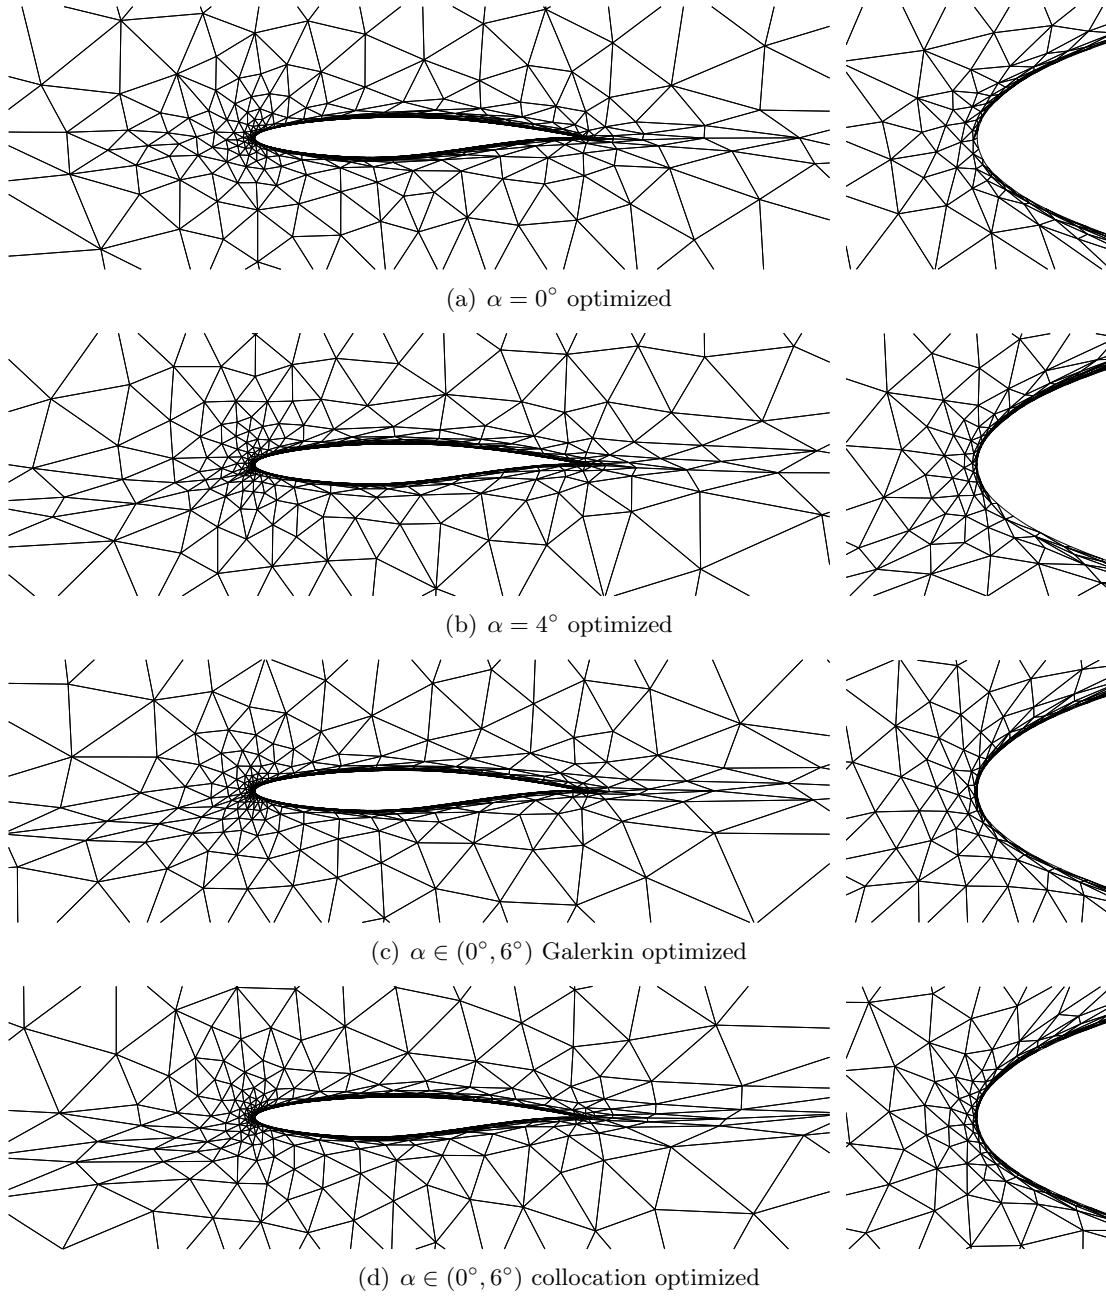 (a) α = 0° optimized
(b) α = 4° optimized
(c) α ∈ (0°, 6°) Galerkin optimized
(d) α ∈ (0°, 6°) collocation optimized